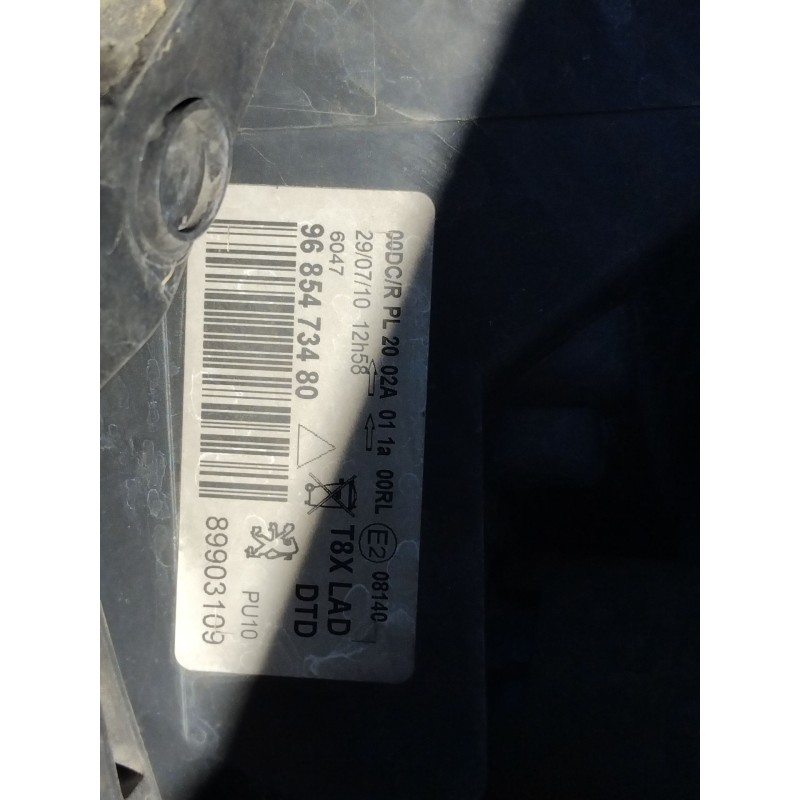 00DC/R PL 20 02A 01 1a 00RL E2 08140
29/07/10 12h58
6047
T8X LAD
DTD
96 854 734 80
PU10
89903109